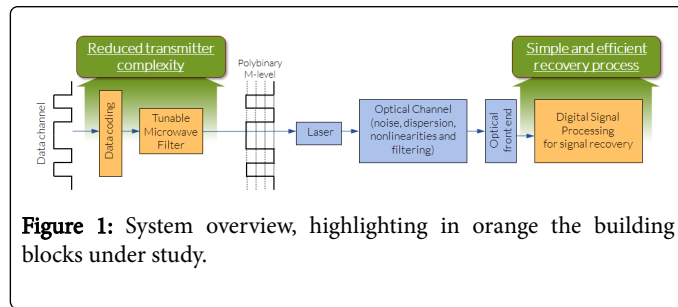 Reduced transmitter
complexity
Simple and efficient
recovery process
Polybinary
M-level
Data channel
Data coding
Tunable
Microwave
Filter
Laser
Optical Channel
(noise, dispersion,
nonlinearities and
filtering)
Optical
front end
Digital Signal
Processing
for signal recovery
Figure 1: System overview, highlighting in orange the building
blocks under study.